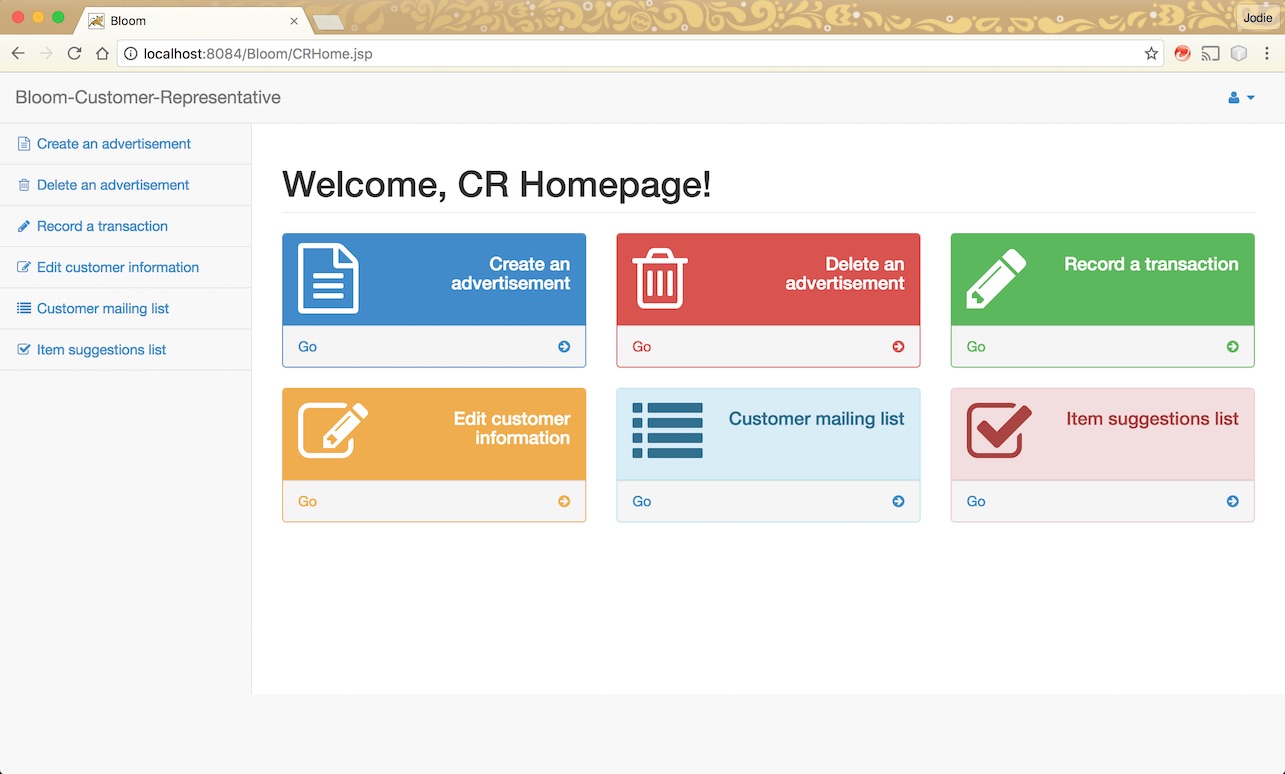 Bloom
Jodie
localhost:8084/Bloom/CRHome.jsp
Bloom-Customer-Representative
Create an advertisement
Delete an advertisement
Record a transaction
Edit customer information
Customer mailing list
Item suggestions list
Welcome, CR Homepage!
Create an
advertisement
Go
Delete an
advertisement
Go
Record a transaction
Go
Edit customer
information
Go
Customer mailing list
Go
Item suggestions list
Go